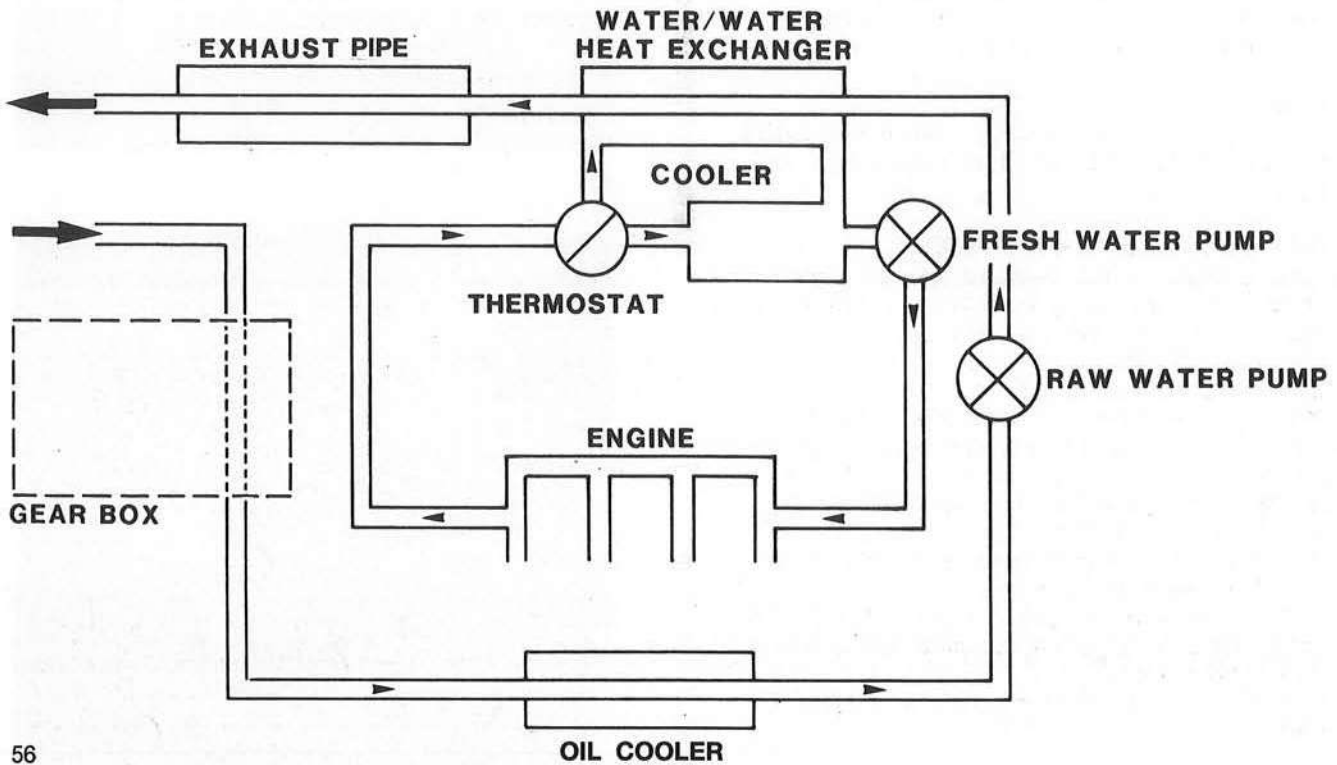 WATER/WATER
HEAT EXCHANGER
EXHAUST PIPE
COOLER
FRESH WATER PUMP
THERMOSTAT
RAW WATER PUMP
ENGINE
GEAR BOX
OIL COOLER
56